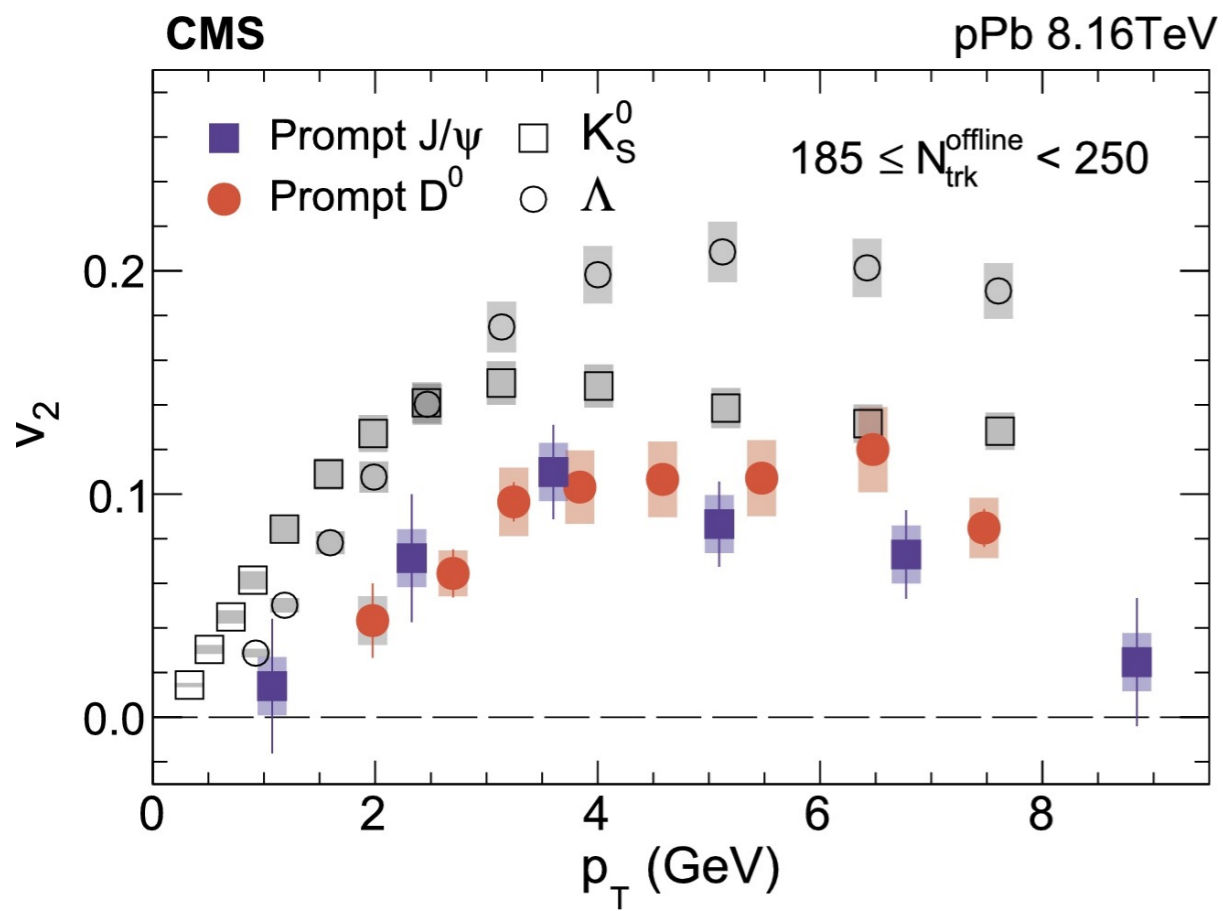 CMS pPb 8.16TeV
Prompt J/ψ K⁰_S
Prompt D⁰ Λ
185 ≤ N^offline_trk < 250
0.2
0.1
0.0
v₂
0 2 4 6 8
p_T (GeV)